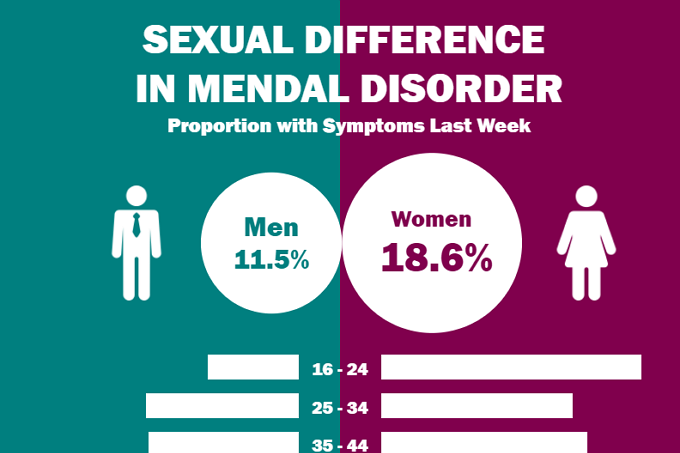 SEXUAL DIFFERENCE
IN MENDAL DISORDER
Proportion with Symptoms Last Week
Men
11.5%
Women
18.6%
16 - 24
25 - 34
35 - 44